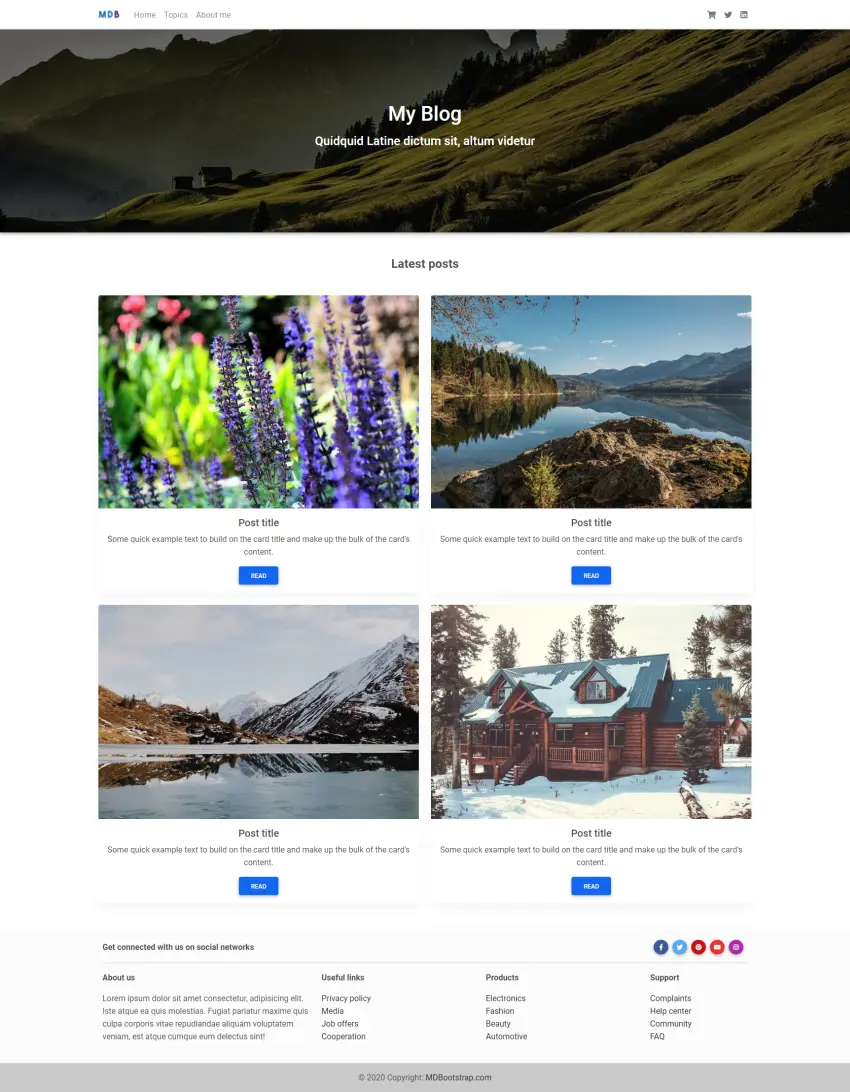 MDB Home Topics About me
My Blog
Quidquid Latine dictum sit, altum videtur
Latest posts
Post title
Some quick example text to build on the card title and make up the bulk of the card's
content.
READ
Post title
Some quick example text to build on the card title and make up the bulk of the card's
content.
READ
Post title
Some quick example text to build on the card title and make up the bulk of the card's
content.
READ
Post title
Some quick example text to build on the card title and make up the bulk of the card's
content.
READ
Get connected with us on social networks
About us
Lorem ipsum dolor sit amet consectetur, adipisicing elit.
Iste atque ea quis molestias. Fugiat pariatur maxime quis
culpa corporis vitae repudiandae aliquam voluptatem
veniam, est atque cumque eum delectus sint!
Useful links
Privacy policy
Media
Job offers
Cooperation
Products
Electronics
Fashion
Beauty
Automotive
Support
Complaints
Help center
Community
FAQ
© 2020 Copyright: MDBootstrap.com